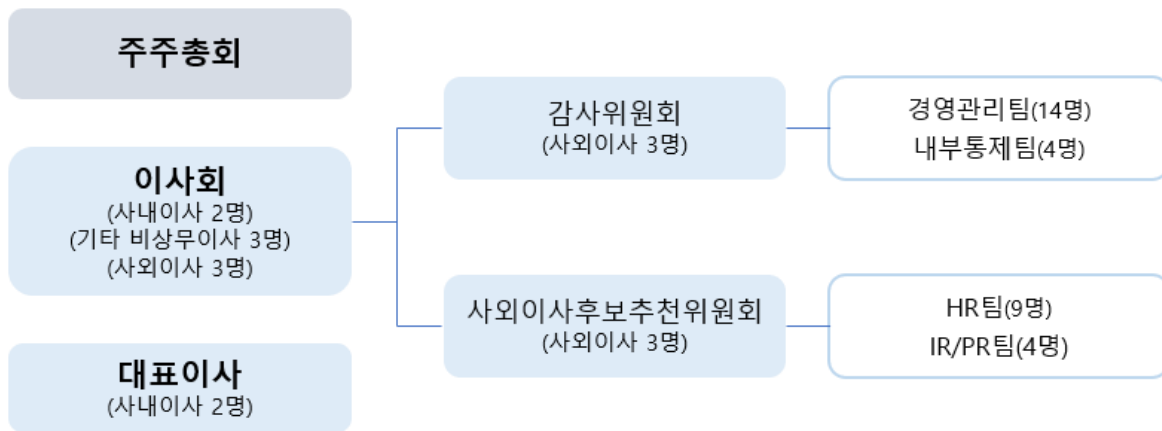 주주총회
이사회
(사내이사 2명)
(기타 비상무이사 3명)
(사외이사 3명)
대표이사
(사내이사 2명)
감사위원회
(사외이사 3명)
경영관리팀(14명)
내부통제팀(4명)
사외이사후보추천위원회
(사외이사 3명)
HR팀(9명)
IR/PR팀(4명)